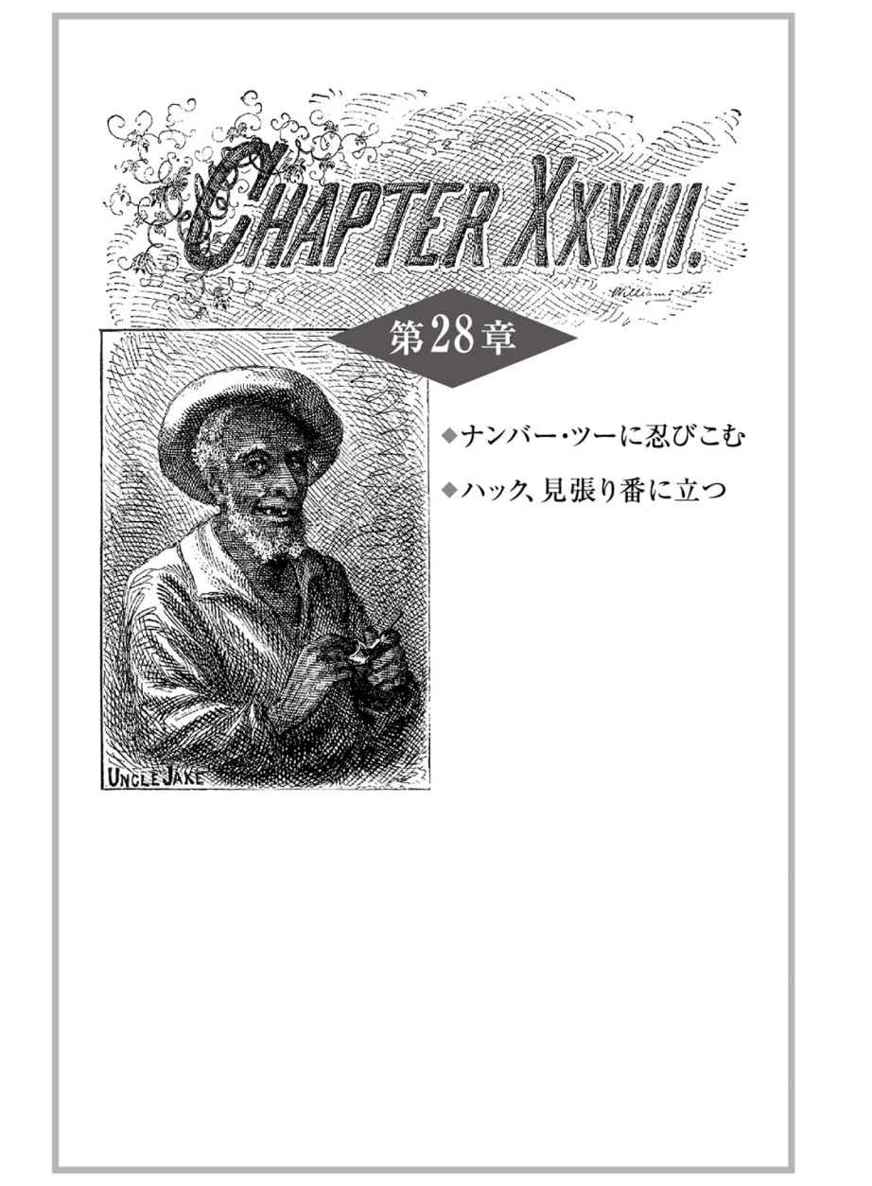 CHAPTER XXVIII.
第28章
◆ナンバー・ツーに忍びこむ
◆ハック、見張り番に立つ
UNCLE JAKE